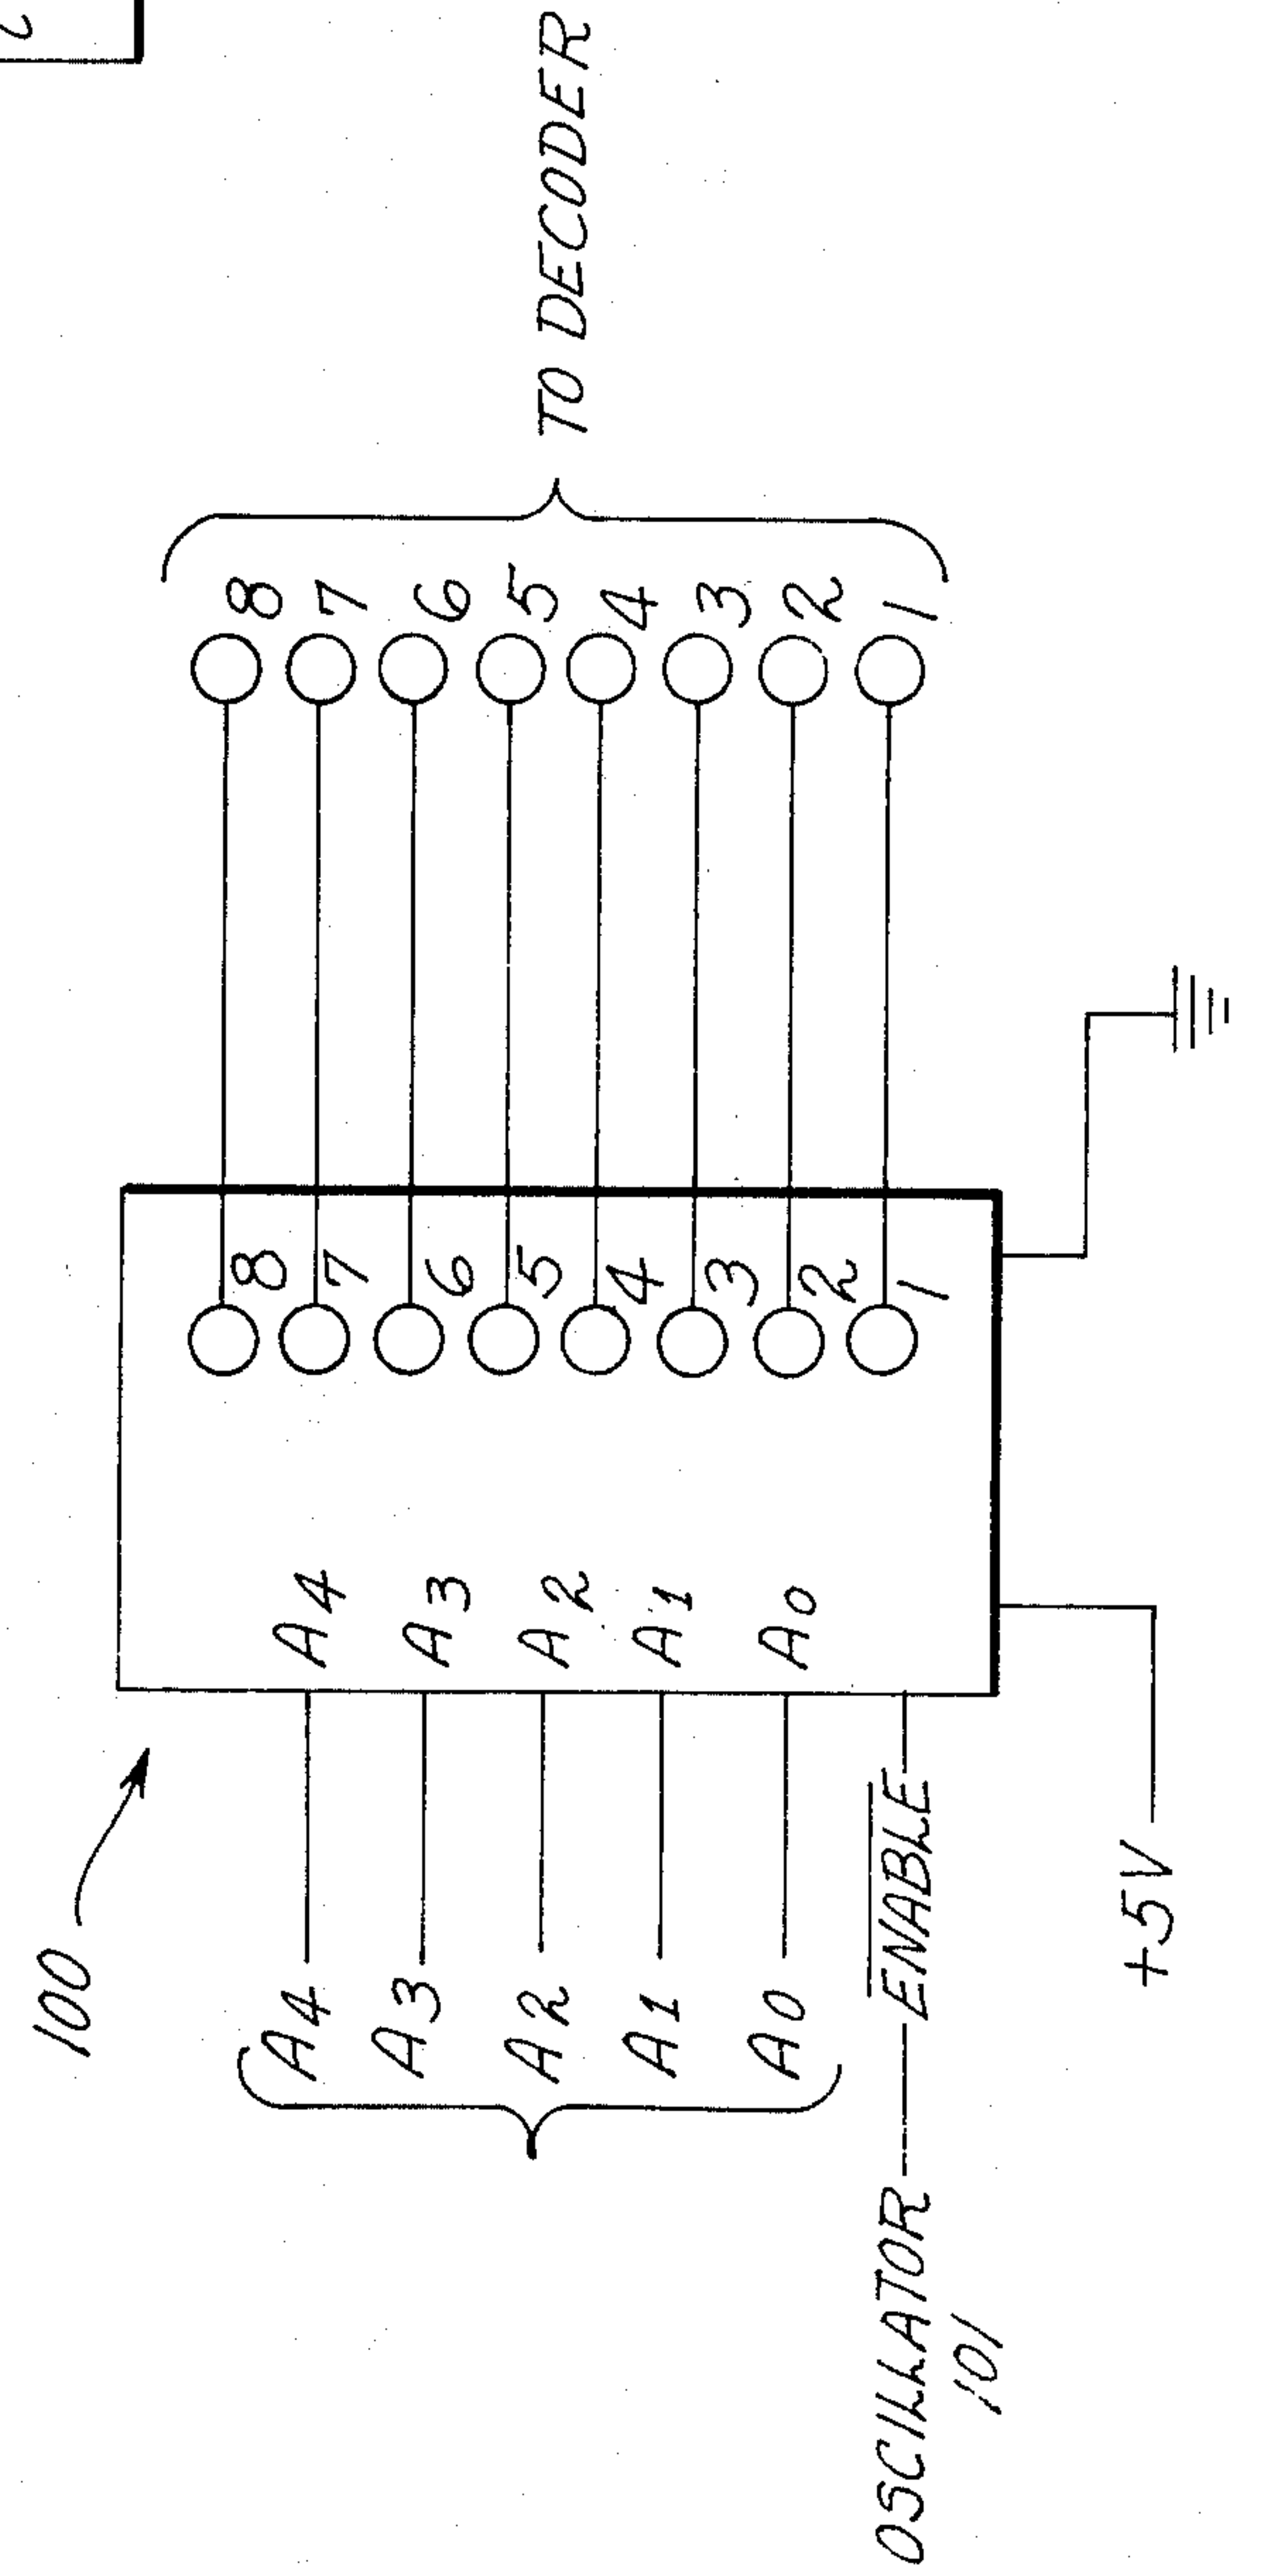 100
A4 A4 8 8
A3 A3 7 7
A2 A2 6 6
A1 A1 5 5
A0 A0 4 4
3 3
2 2
1 1
TO DECODER
OSCILLATOR ENABLE
101
+5V